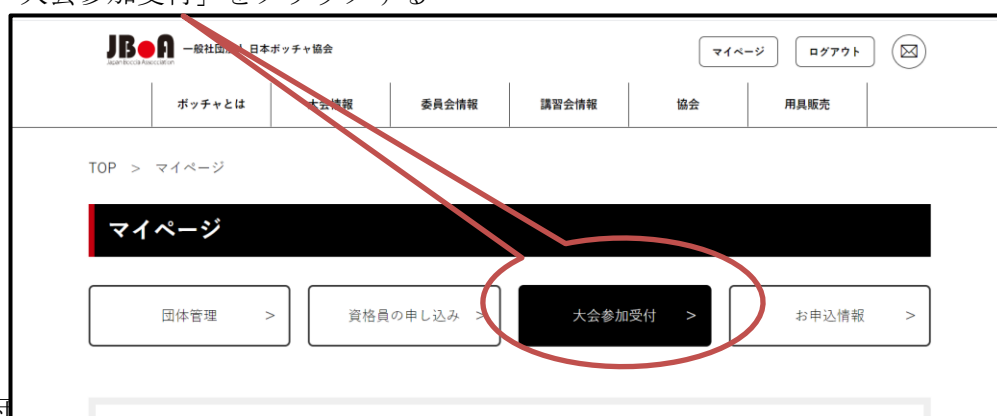 大会参加受付」をクリックする
JBoA 一般社団法人 日本ボッチャ協会
Japan Boccia Association
マイページ ログアウト
ボッチャとは 大会情報 委員会情報 講習会情報 協会 用具販売
TOP > マイページ
マイページ
団体管理 > 資格員の申し込み > 大会参加受付 > お申込情報 >